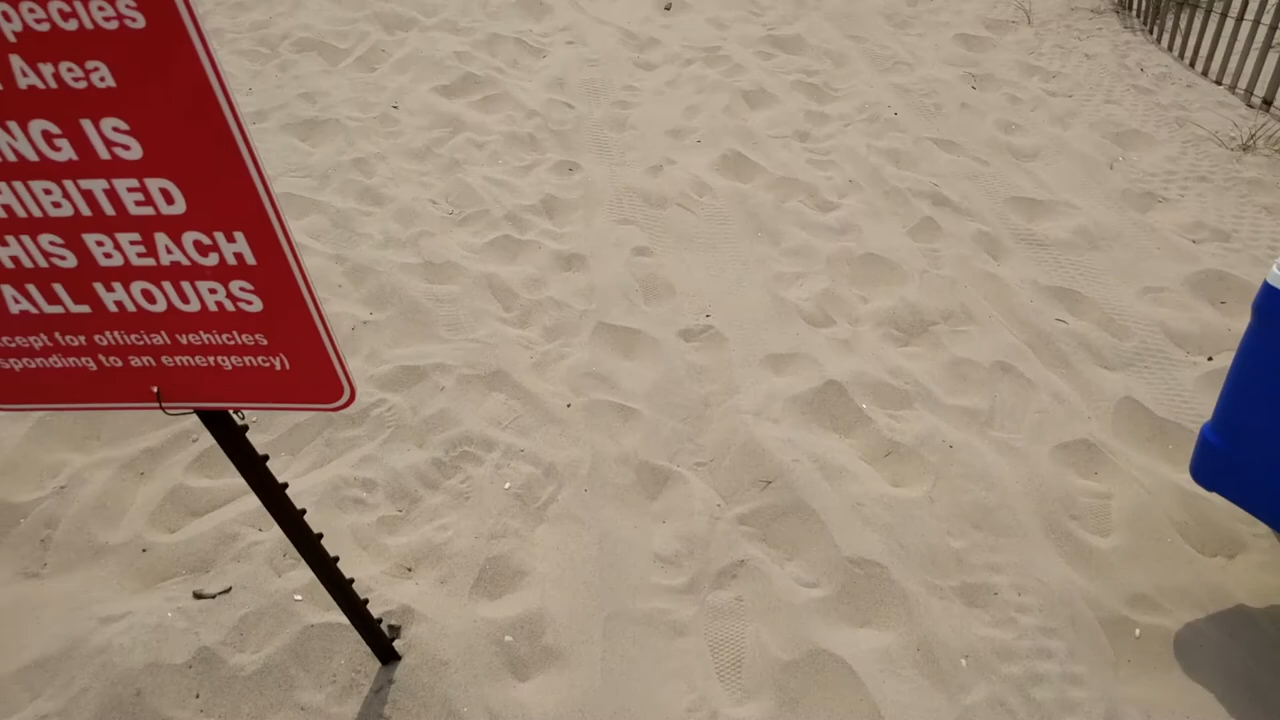 pecies
Area
NG IS
HIBITED
HIS BEACH
ALL HOURS
cept for official vehicles
sponding to an emergency)